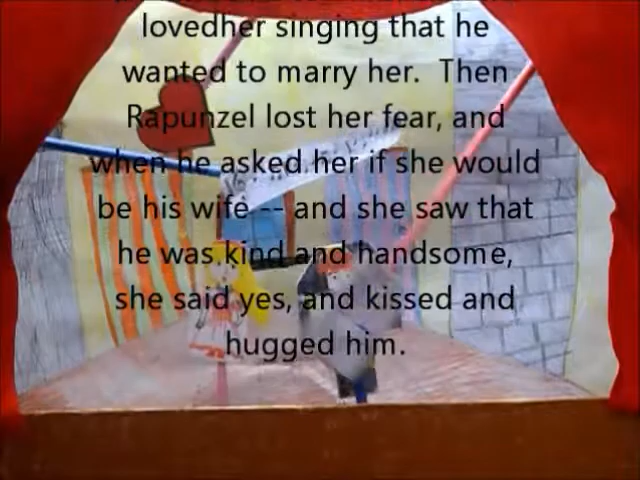 lovedher singing that he
wanted to marry her. Then
Rapunzel lost her fear, and
when he asked her if she would
be his wife -- and she saw that
he was kind and handsome,
she said yes, and kissed and
hugged him.